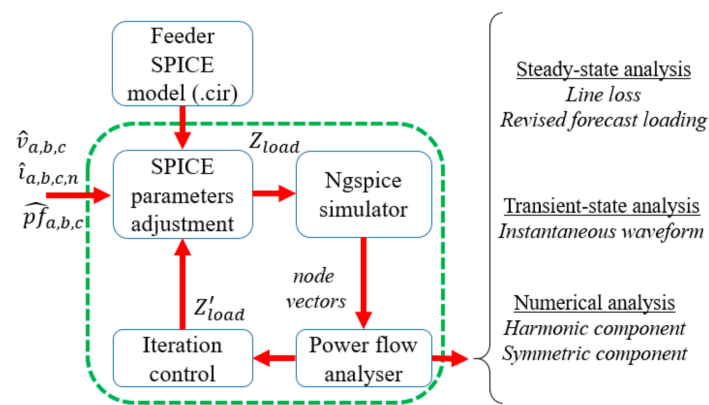 Feeder
SPICE
model (.cir)
v̂a,b,c
îa,b,c,n
p͡fa,b,c
SPICE
parameters
adjustment
Zload
Ngspice
simulator
node
vectors
Z′load
Iteration
control
Power flow
analyser
Steady-state analysis
Line loss
Revised forecast loading
Transient-state analysis
Instantaneous waveform
Numerical analysis
Harmonic component
Symmetric component